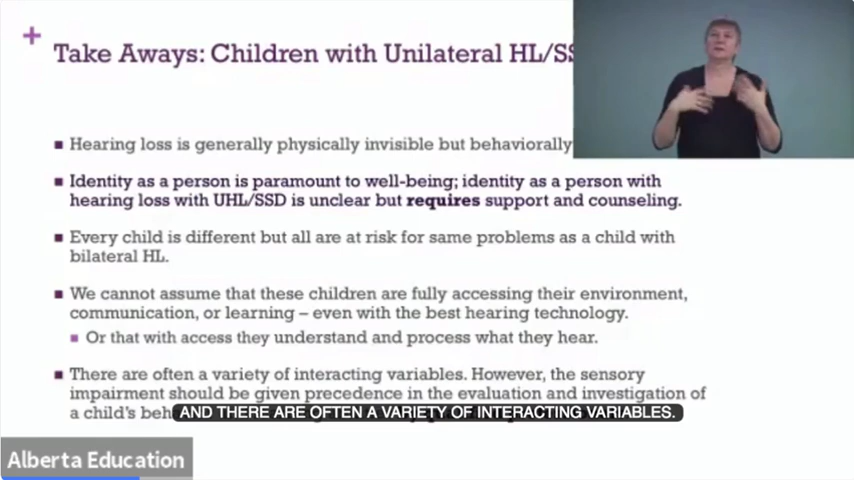 + Take Aways: Children with Unilateral HL/SS
■ Hearing loss is generally physically invisible but behaviorally
■ Identity as a person is paramount to well-being; identity as a person with
hearing loss with UHL/SSD is unclear but requires support and counseling.
■ Every child is different but all are at risk for same problems as a child with
bilateral HL.
■ We cannot assume that these children are fully accessing their environment,
communication, or learning – even with the best hearing technology.
■ Or that with access they understand and process what they hear.
■ There are often a variety of interacting variables. However, the sensory
impairment should be given precedence in the evaluation and investigation of
a child's beh
AND THERE ARE OFTEN A VARIETY OF INTERACTING VARIABLES.
Alberta Education